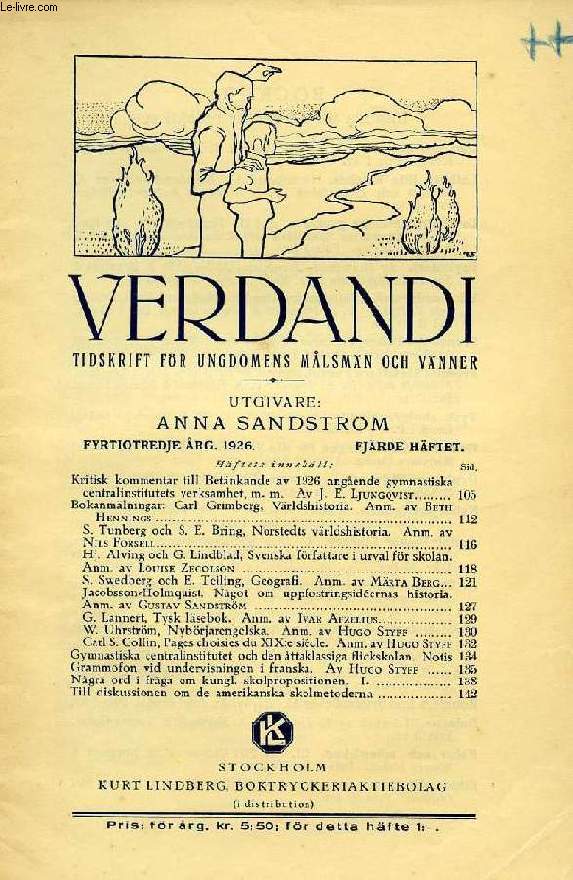 © Le-livre.com
VERDANDI
TIDSKRIFT FÖR UNGDOMENS MÅLSMÄN OCH VÄNNER
UTGIVARE:
ANNA SANDSTRÖM
FYRTIOTREDJE ÅRG. 1926. FJÄRDE HÄFTET.
Häftets innehåll: Sid.
Kritisk kommentar till Betänkande av 1926 angående gymnastiska
centralinstitutets verksamhet, m. m. Av J. E. LJUNGQVIST......... 105
Bokanmälningar: Carl Grimberg, Världshistoria. Anm. av BETH
HENNINGS ............ 112
S. Tunberg och S. E. Bring, Norstedts världshistoria. Anm. av
NILS FORSELL ............ 116
Hj. Alving och G. Lindblad, Svenska författare i urval för skolan.
Anm. av LOUISE ZECOLSON ............ 118
S. Swedberg och E. Teiling, Geografi. Anm. av MÄRTA BERG... 121
Jacobsson-Holmquist, Något om uppfostringsidéernas historia.
Anm. av GUSTAV SANDSTRÖM ............ 127
G. Lannert, Tysk läsebok. Anm. av IVAR AFZELIUS............ 129
W. Uhrström, Nybörjarengelska. Anm. av HUGO STYFF ...... 130
Carl S. Collin, Pages choisies du XIX:e siècle. Anm. av HUGO STYFF 132
Gymnastiska centralinstitutet och den åttaklassiga flickskolan. Notis 134
Grammofon vid undervisningen i franska. Av HUGO STYFF ...... 135
Några ord i fråga om kungl. skolpropositionen. I. ............ 138
Till diskussionen om de amerikanska skolmetoderna ............ 142
KL
STOCKHOLM
KURT LINDBERG, BOKTRYCKERIAKTIEBOLAG
(i distribution)
Pris: för årg. kr. 5:50; för detta häfte 1:-.